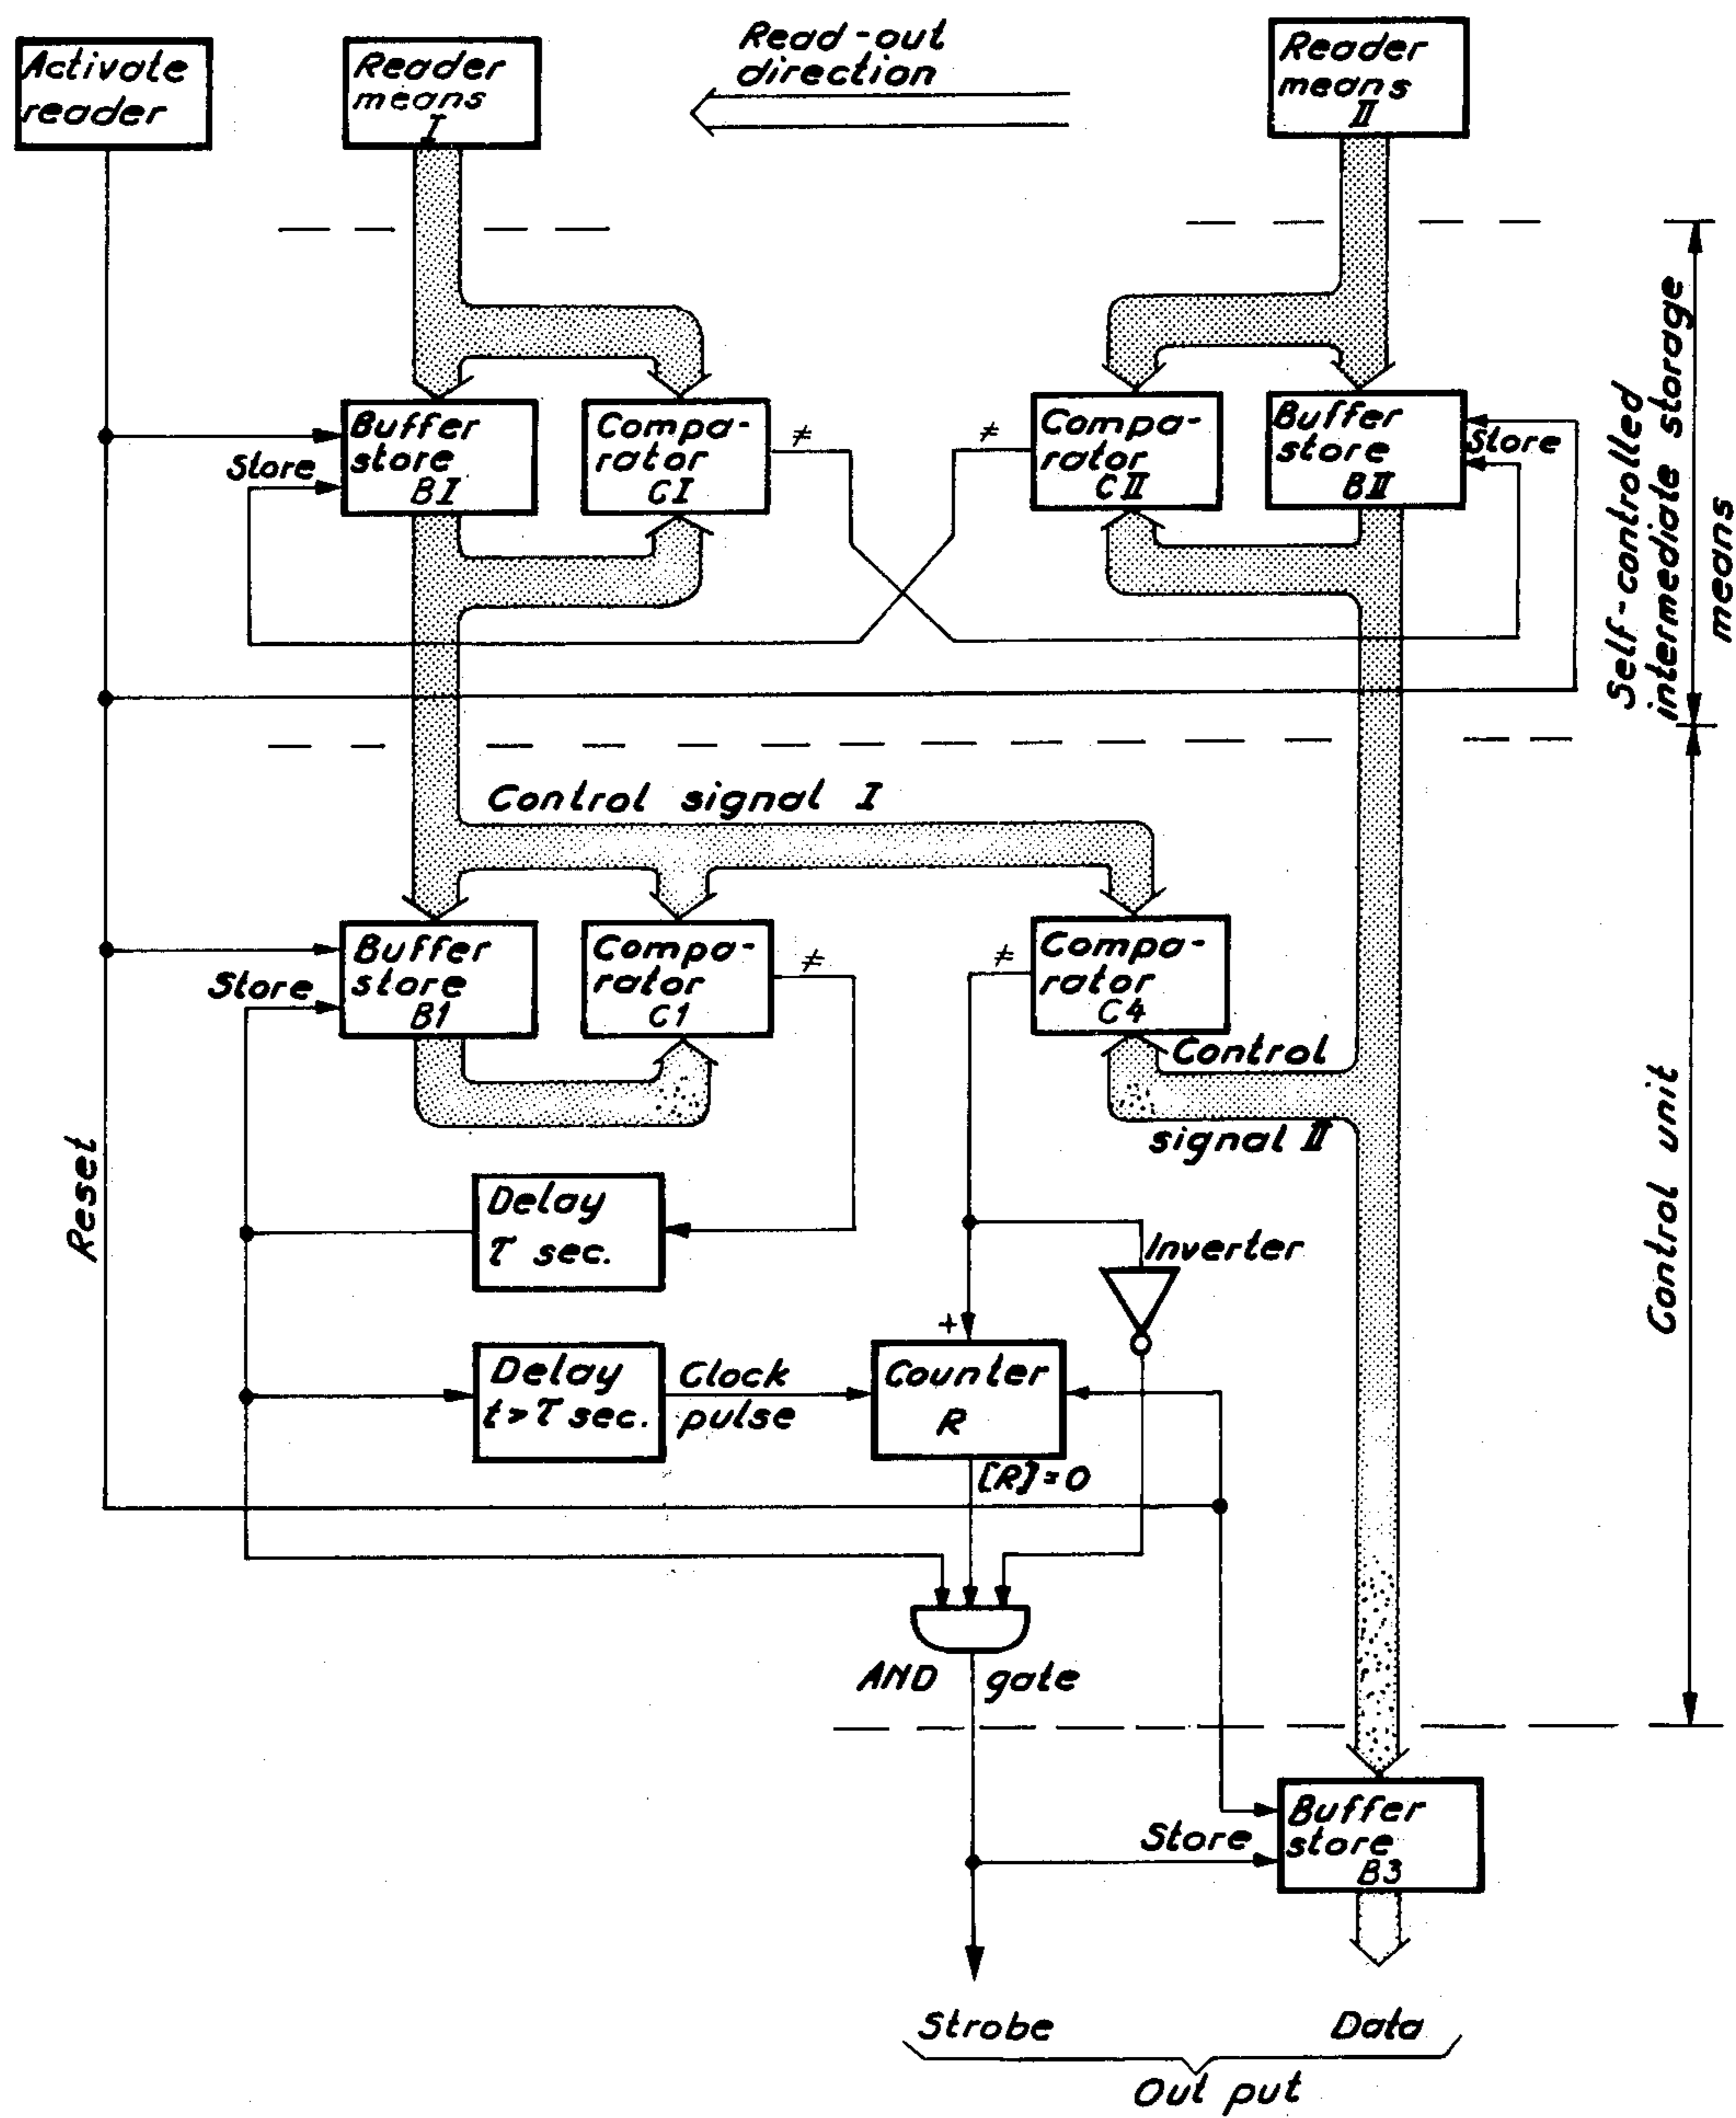 Activate
reader
Reader
means
I
Read-out
direction
Reader
means
II
Self-controlled
intermediate storage
means
Buffer
store
BI
Store
Compa-
rator
CI
≠
≠
Compa-
rator
CII
Buffer
store
BII
Store
Control signal I
Buffer
store
B1
Store
Compa-
rator
C1
≠
≠
Compa-
rator
C4
Control
signal II
Control unit
Reset
Delay
τ sec.
Inverter
Delay
t>τ sec.
Clock
pulse
+
Counter
R
[R]=0
AND gate
Store
Buffer
store
B3
Strobe
Data
Out put